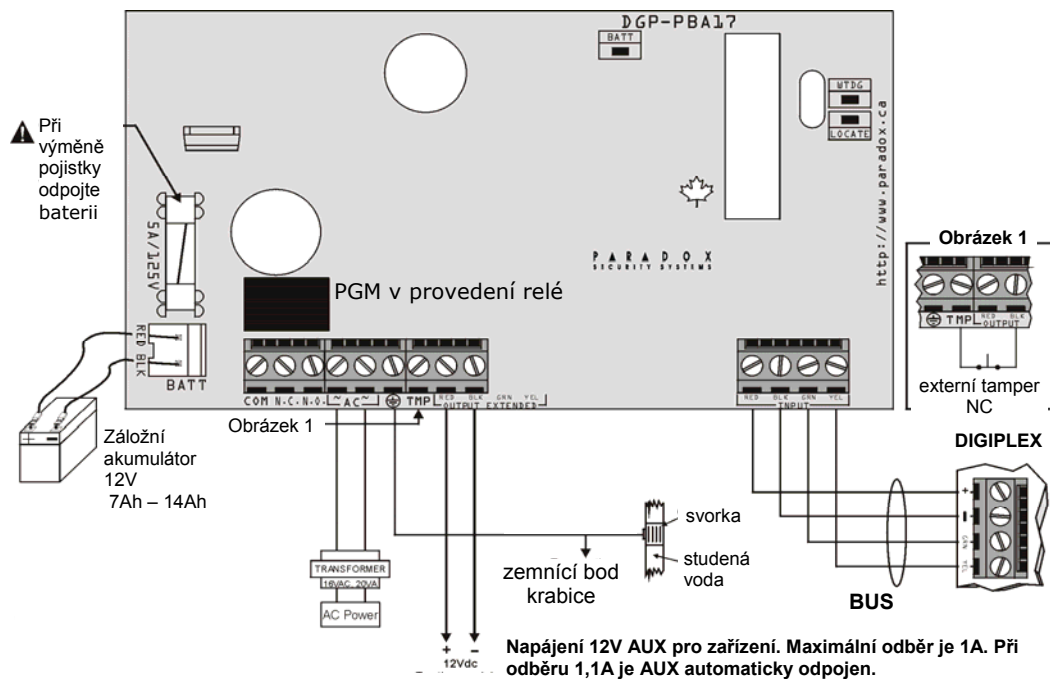 DGP-PBA17
BATT
WTDG
LOCATE
http://www.paradox.ca
Při
výměně
pojistky
odpojte
baterii
5A/125V
PARADOX
SECURITY SYSTEMS
PGM v provedení relé
RED
BLK
BATT
COM N.C. N.O. ~AC~ TMP RED BLK GRN YEL
OUTPUT EXTENDED
RED BLK GRN YEL
INPUT
Obrázek 1
TMP RED BLK
OUTPUT
externí tamper
NC
Obrázek 1
DIGIPLEX
+
-
GRN
YEL
Záložní
akumulátor
12V
7Ah – 14Ah
svorka
studená
voda
zemnící bod
krabice
BUS
TRANSFORMER
16VAC, 20VA
AC Power
+ −
12Vdc
Napájení 12V AUX pro zařízení. Maximální odběr je 1A. Při
odběru 1,1A je AUX automaticky odpojen.